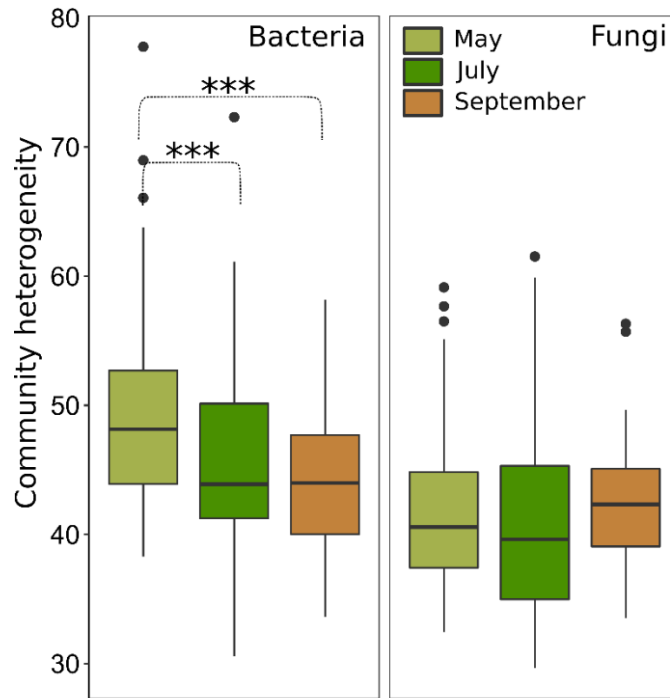 Community heterogeneity
80
70
60
50
40
30
Bacteria
***
***
Fungi
May
July
September